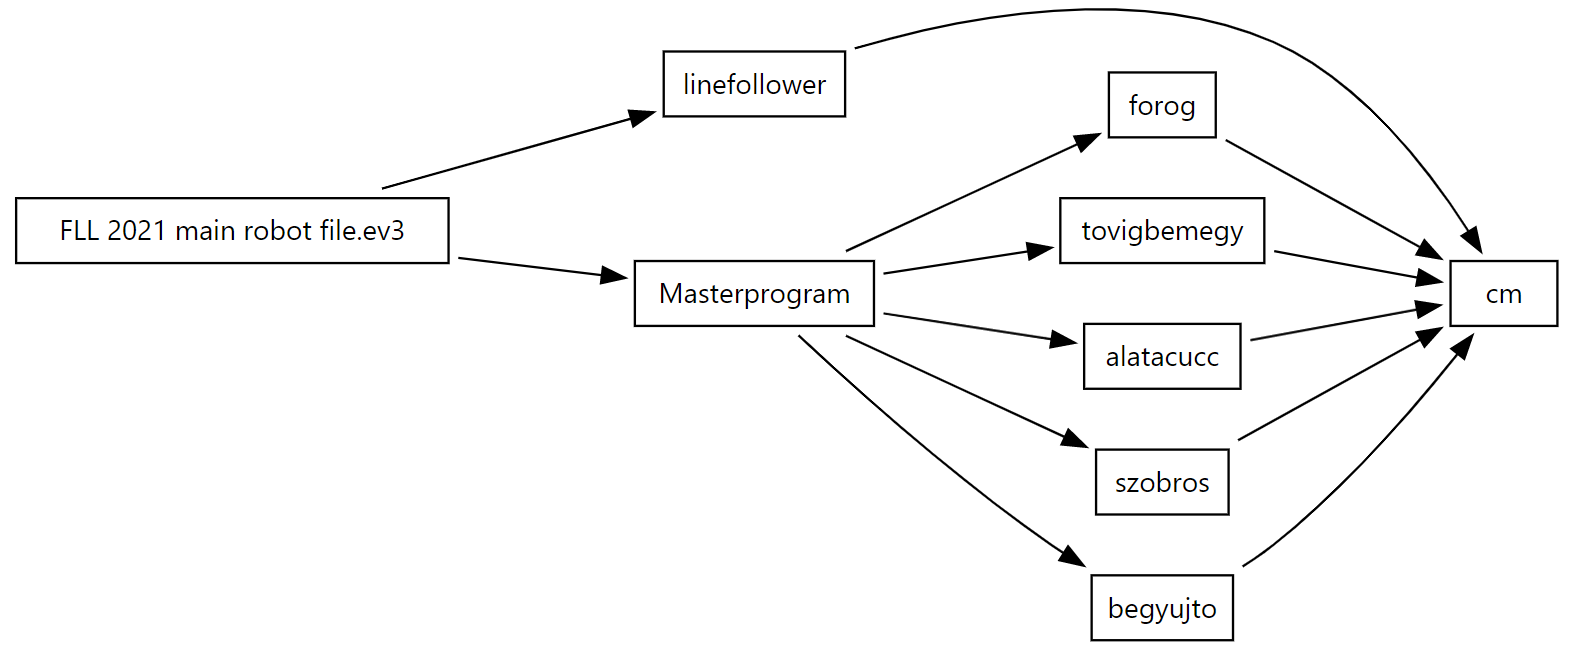 linefollower
forog
FLL 2021 main robot file.ev3
tovigbemegy
Masterprogram
cm
alatacucc
szobros
begyujto